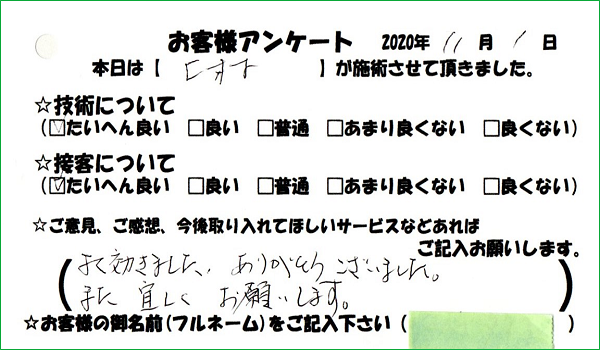 お客様アンケート 2020年 11月 1日
本日は【 】が施術させて頂きました。
☆技術について
(☑たいへん良い □良い □普通 □あまり良くない □良くない)
☆接客について
(☑たいへん良い □良い □普通 □あまり良くない □良くない)
☆ご意見、ご感想、今後取り入れてほしいサービスなどあれば
ご記入お願いします。
(よく効きました、ありがとうございました。
また 宜しく お願いします。)
☆お客様の御名前(フルネーム)をご記入下さい(